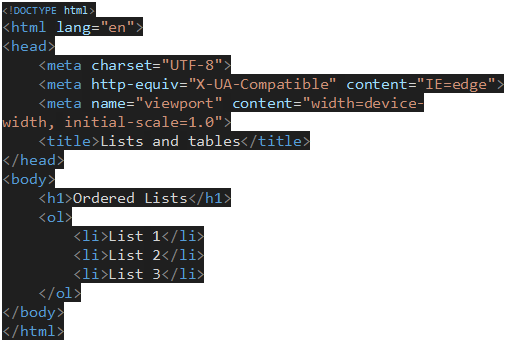 <!DOCTYPE html>
<html lang="en">
<head>
    <meta charset="UTF-8">
    <meta http-equiv="X-UA-Compatible" content="IE=edge">
    <meta name="viewport" content="width=device-
width, initial-scale=1.0">
    <title>Lists and tables</title>
</head>
<body>
    <h1>Ordered Lists</h1>
    <ol>
        <li>List 1</li>
        <li>List 2</li>
        <li>List 3</li>
    </ol>
</body>
</html>